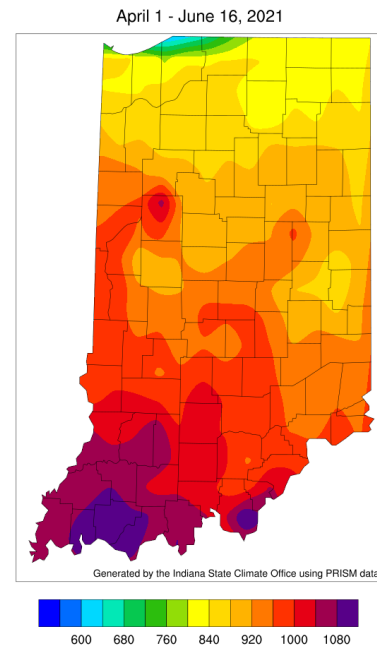 April 1 - June 16, 2021
Generated by the Indiana State Climate Office using PRISM data
600 680 760 840 920 1000 1080